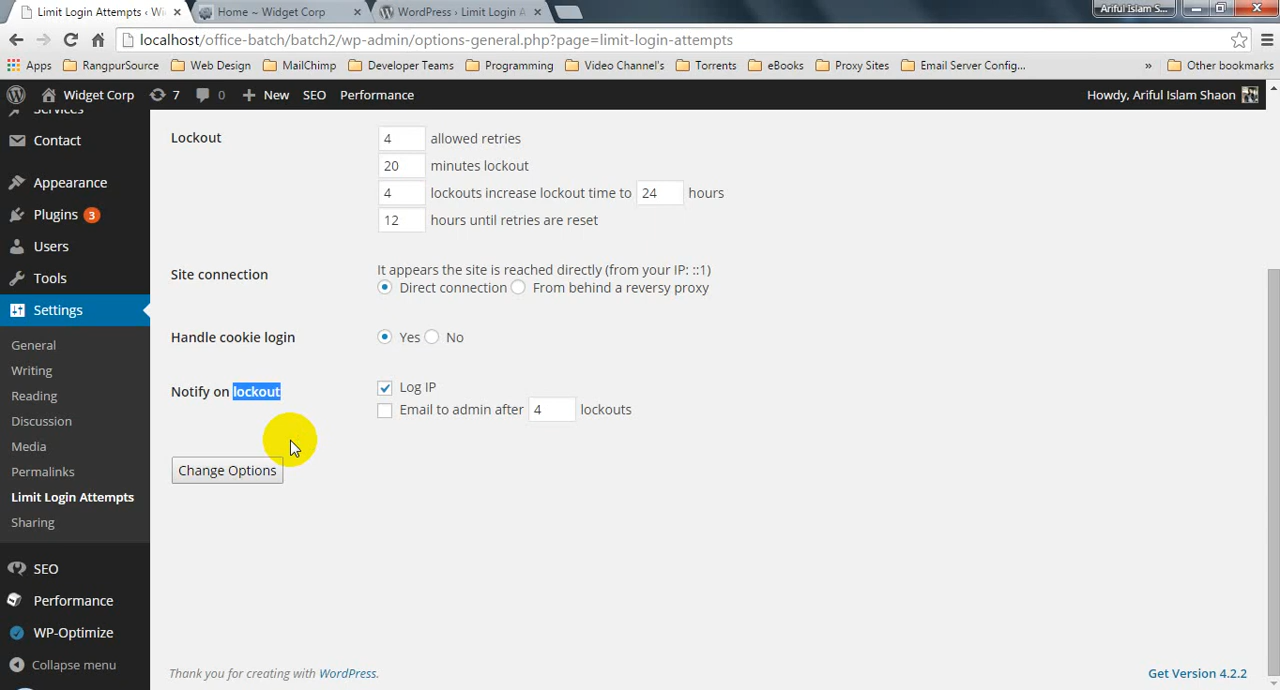 Limit Login Attempts ‹ Wi
Home ~ Widget Corp
WordPress › Limit Login A
Ariful Islam S...
localhost/office-batch/batch2/wp-admin/options-general.php?page=limit-login-attempts
Apps RangpurSource Web Design MailChimp Developer Teams Programming Video Channel's Torrents eBooks Proxy Sites Email Server Config... » Other bookmarks
Widget Corp 7 0 New SEO Performance Howdy, Ariful Islam Shaon
Services
Contact
Appearance
Plugins 3
Users
Tools
Settings
General
Writing
Reading
Discussion
Media
Permalinks
Limit Login Attempts
Sharing
SEO
Performance
WP-Optimize
Collapse menu
Lockout
4 allowed retries
20 minutes lockout
4 lockouts increase lockout time to 24 hours
12 hours until retries are reset
Site connection
It appears the site is reached directly (from your IP: ::1)
Direct connection From behind a reversy proxy
Handle cookie login
Yes No
Notify on lockout
Log IP
Email to admin after 4 lockouts
Change Options
Thank you for creating with WordPress.
Get Version 4.2.2